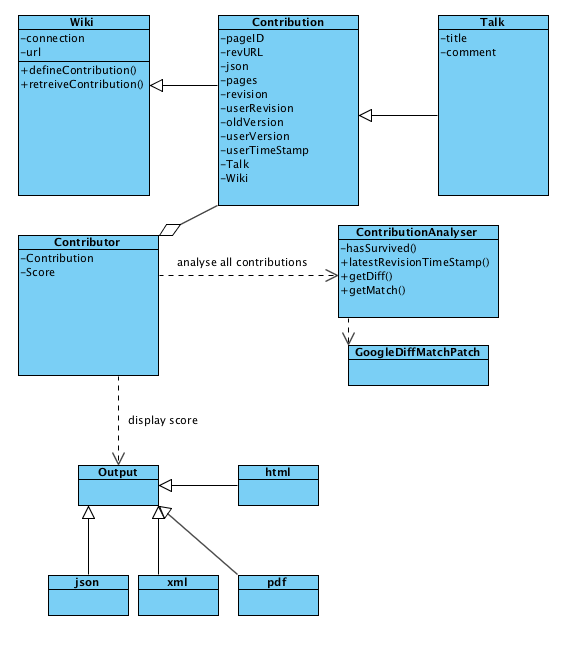 Wiki
-connection
-url
+defineContribution()
+retreiveContribution()
Contribution
-pageID
-revURL
-json
-pages
-revision
-userRevision
-oldVersion
-userVersion
-userTimeStamp
-Talk
-Wiki
Talk
-title
-comment
Contributor
-Contribution
-Score
analyse all contributions
ContributionAnalyser
-hasSurvived()
+latestRevisionTimeStamp()
+getDiff()
+getMatch()
GoogleDiffMatchPatch
display score
Output
html
json
xml
pdf